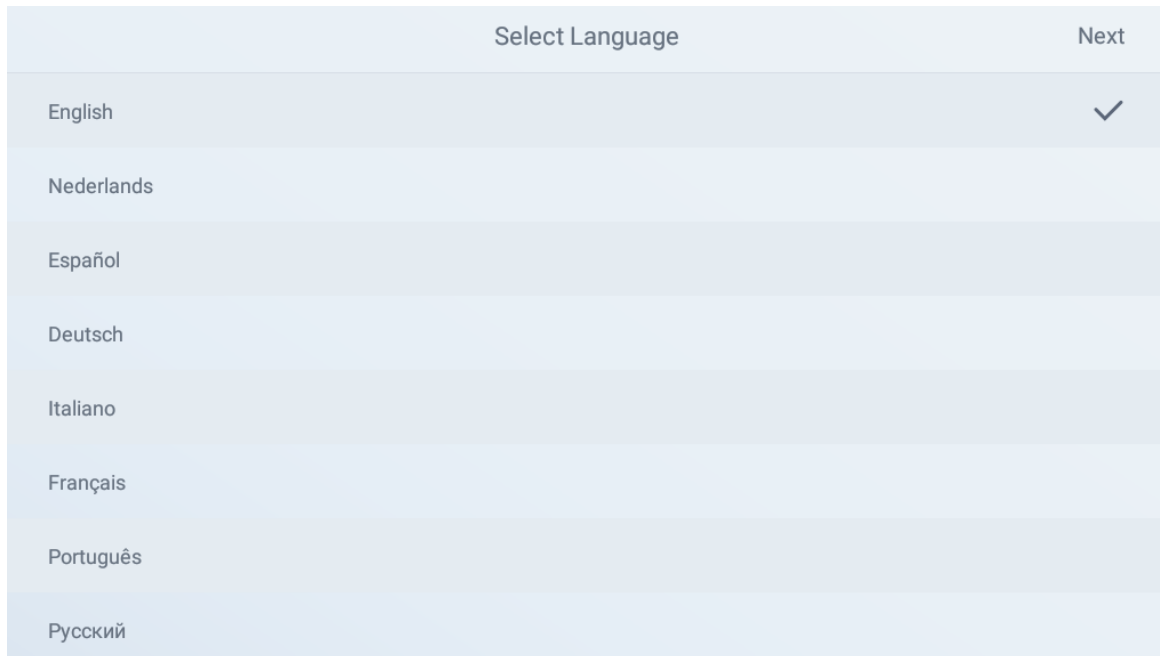 Select Language
Next
English
Nederlands
Español
Deutsch
Italiano
Français
Português
Русский